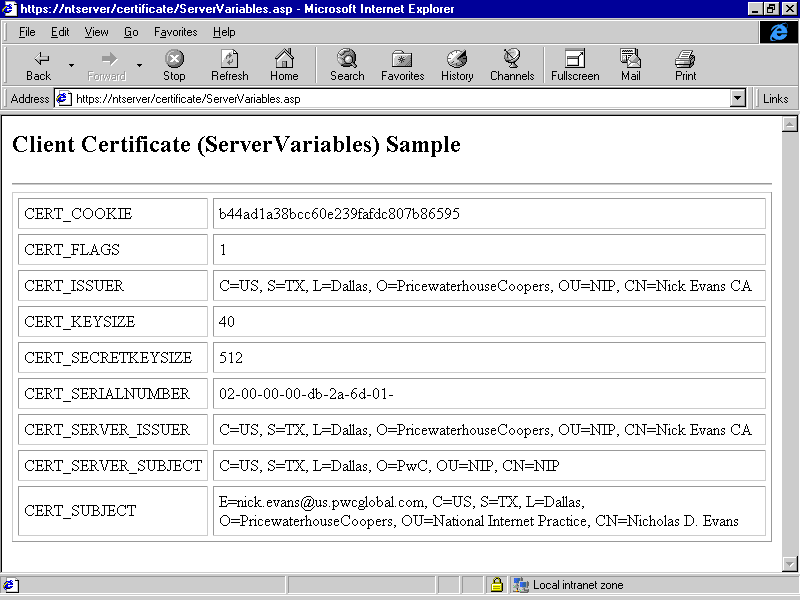 https://ntserver/certificate/ServerVariables.asp - Microsoft Internet Explorer
File Edit View Go Favorites Help
Back Forward Stop Refresh Home Search Favorites History Channels Fullscreen Mail Print
Address https://ntserver/certificate/ServerVariables.asp Links
Client Certificate (ServerVariables) Sample
CERT_COOKIE b44ad1a38bcc60e239fafdc807b86595
CERT_FLAGS 1
CERT_ISSUER C=US, S=TX, L=Dallas, O=PricewaterhouseCoopers, OU=NIP, CN=Nick Evans CA
CERT_KEYSIZE 40
CERT_SECRETKEYSIZE 512
CERT_SERIALNUMBER 02-00-00-00-db-2a-6d-01-
CERT_SERVER_ISSUER C=US, S=TX, L=Dallas, O=PricewaterhouseCoopers, OU=NIP, CN=Nick Evans CA
CERT_SERVER_SUBJECT C=US, S=TX, L=Dallas, O=PwC, OU=NIP, CN=NIP
CERT_SUBJECT E=nick.evans@us.pwcglobal.com, C=US, S=TX, L=Dallas,
O=PricewaterhouseCoopers, OU=National Internet Practice, CN=Nicholas D. Evans
Local intranet zone